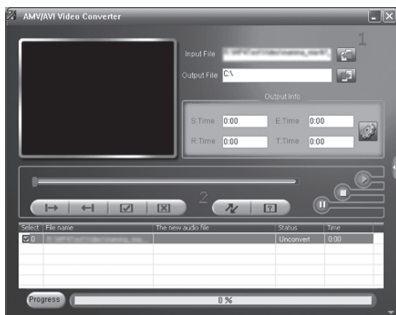 AMV/AVI Video Converter
1
Input File
Output File C:\
Output Info
S.Time 0:00 E.Time 0:00
R.Time 0:00 T.Time 0:00
2
Select File name The new audio file Status Time
0 Unconvert 0:00
Progress 0 %